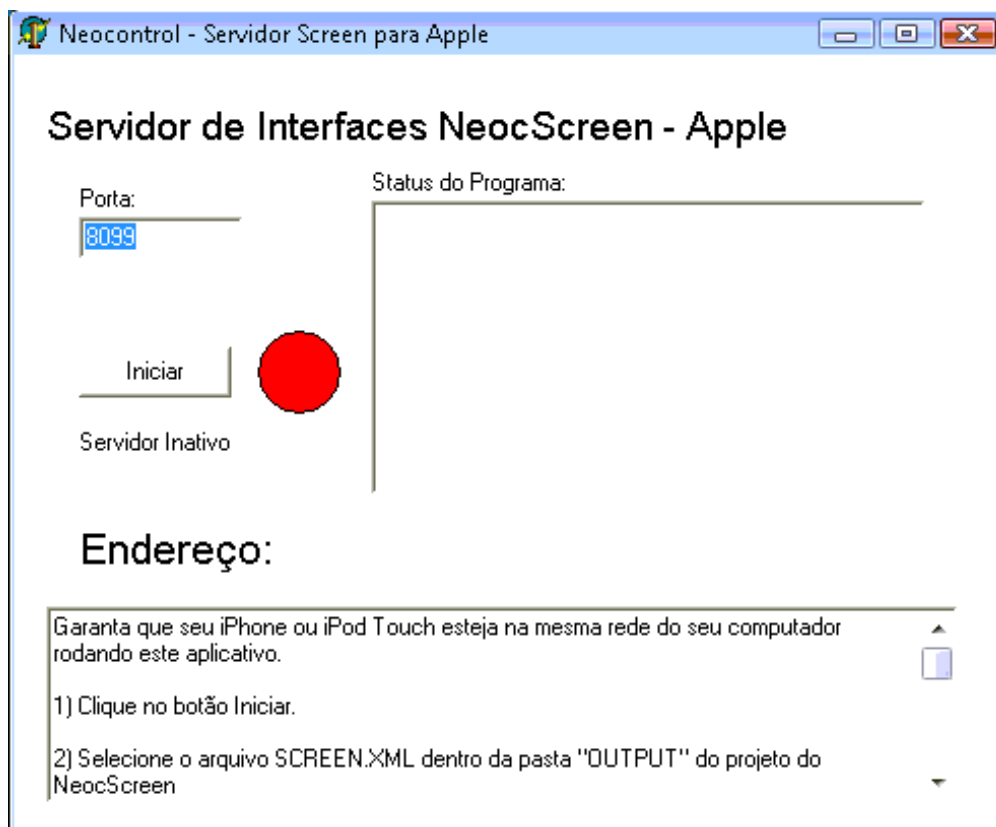 Neocontrol - Servidor Screen para Apple
Servidor de Interfaces NeocScreen - Apple
Porta:
8099
Status do Programa:
Iniciar
Servidor Inativo
Endereço:
Garanta que seu iPhone ou iPod Touch esteja na mesma rede do seu computador
rodando este aplicativo.
1) Clique no botão Iniciar.
2) Selecione o arquivo SCREEN.XML dentro da pasta "OUTPUT" do projeto do
NeocScreen